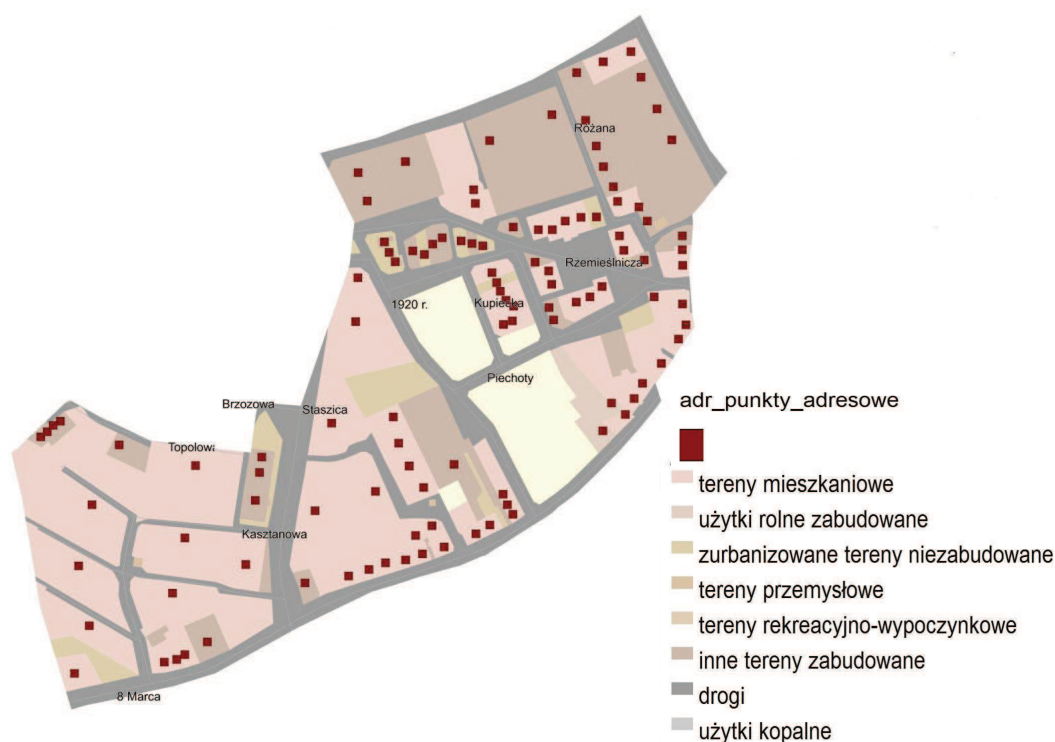 Różana
Rzemieślnicza
1920 r.
Kupiecka
Piechoty
Brzozowa
Staszica
Topolowi
Kasztanowa
8 Marca
adr_punkty_adresowe
tereny mieszkaniowe
użytki rolne zabudowane
zurbanizowane tereny niezabudowane
tereny przemysłowe
tereny rekreacyjno-wypoczynkowe
inne tereny zabudowane
drogi
użytki kopalne